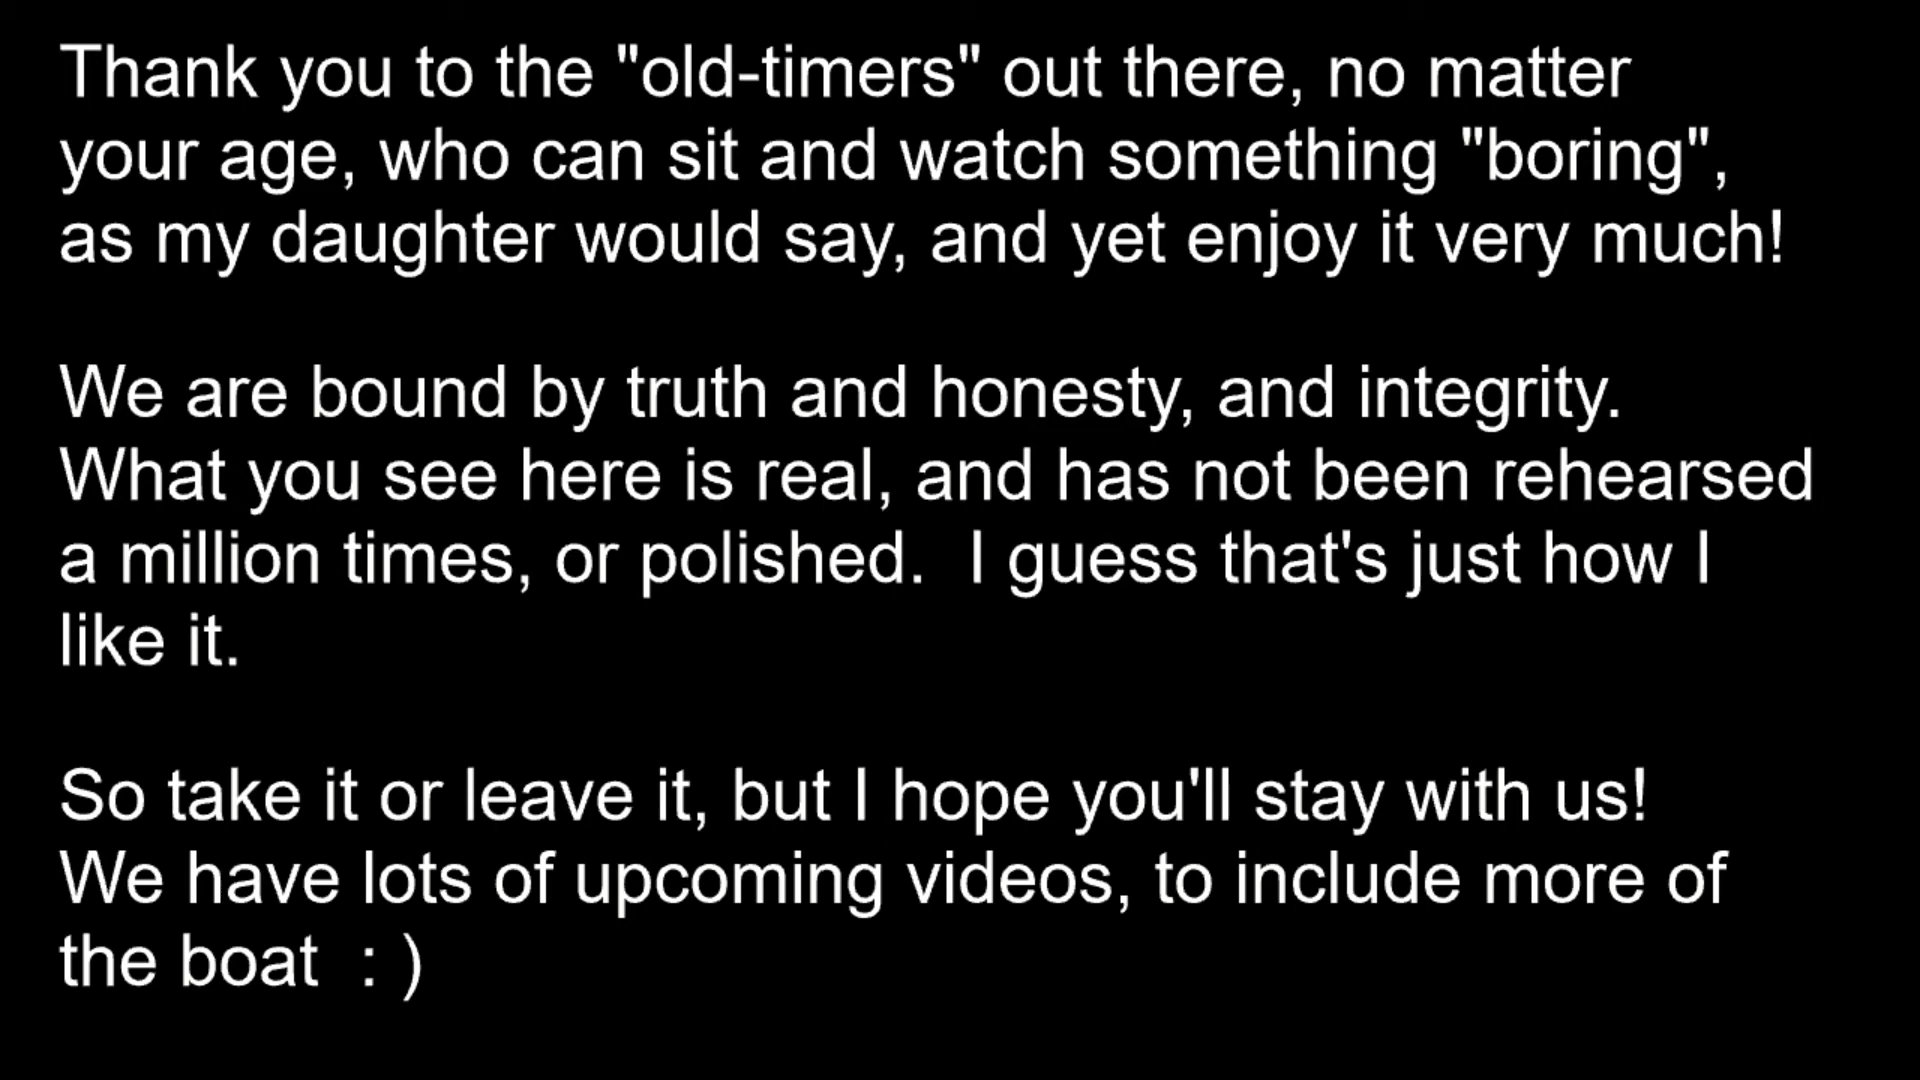 Thank you to the "old-timers" out there, no matter
your age, who can sit and watch something "boring",
as my daughter would say, and yet enjoy it very much!
We are bound by truth and honesty, and integrity.
What you see here is real, and has not been rehearsed
a million times, or polished.  I guess that's just how I
like it.
So take it or leave it, but I hope you'll stay with us!
We have lots of upcoming videos, to include more of
the boat  : )